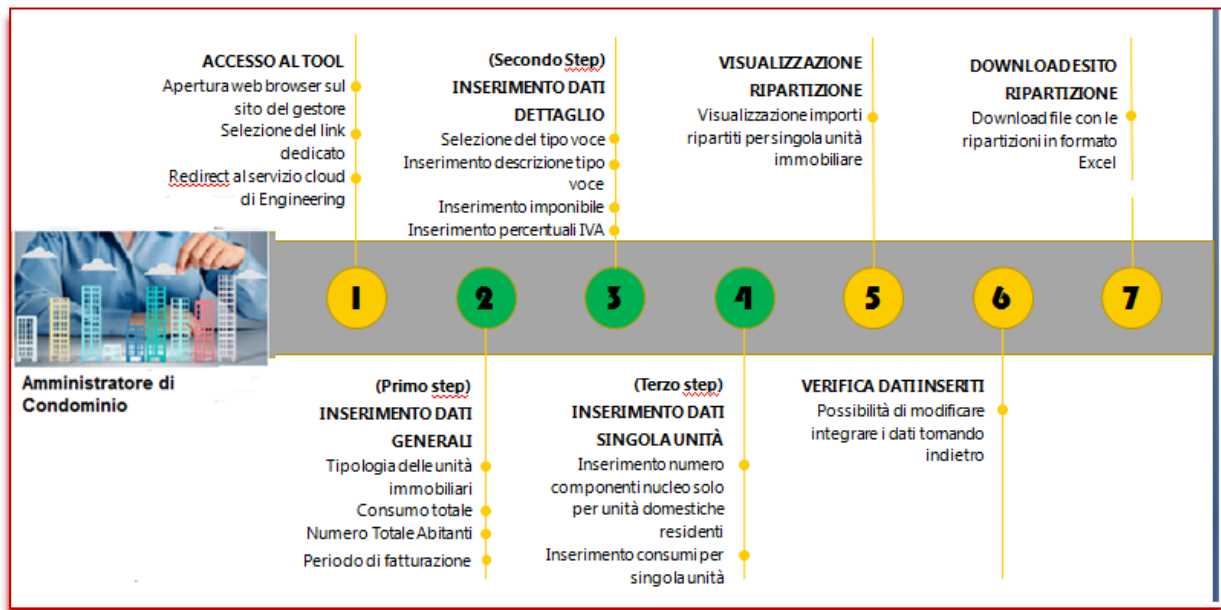 ACCESSO AL TOOL
Apertura web browser sul
sito del gestore
Selezione del link
dedicato
Redirect al servizio cloud
di Engineering
(Secondo Step)
INSERIMENTO DATI
DETTAGLIO
Selezione del tipo voce
Inserimento descrizione tipo
voce
Inserimento imponibile
Inserimento percentuali IVA
VISUALIZZAZIONE
RIPARTIZIONE
Visualizzazione importi
ripartiti per singola unità
immobiliare
DOWNLOAD ESITO
RIPARTIZIONE
Download file con le
ripartizioni in formato
Excel
1
2
3
4
5
6
7
Amministratore di
Condominio
(Primo step)
INSERIMENTO DATI
GENERALI
Tipologia delle unità
immobiliari
Consumo totale
Numero Totale Abitanti
Periodo di fatturazione
(Terzo step)
INSERIMENTO DATI
SINGOLA UNITÀ
Inserimento numero
componenti nucleo solo
per unità domestiche
residenti
Inserimento consumi per
singola unità
VERIFICA DATI INSERITI
Possibilità di modificare
integrare i dati tornando
indietro